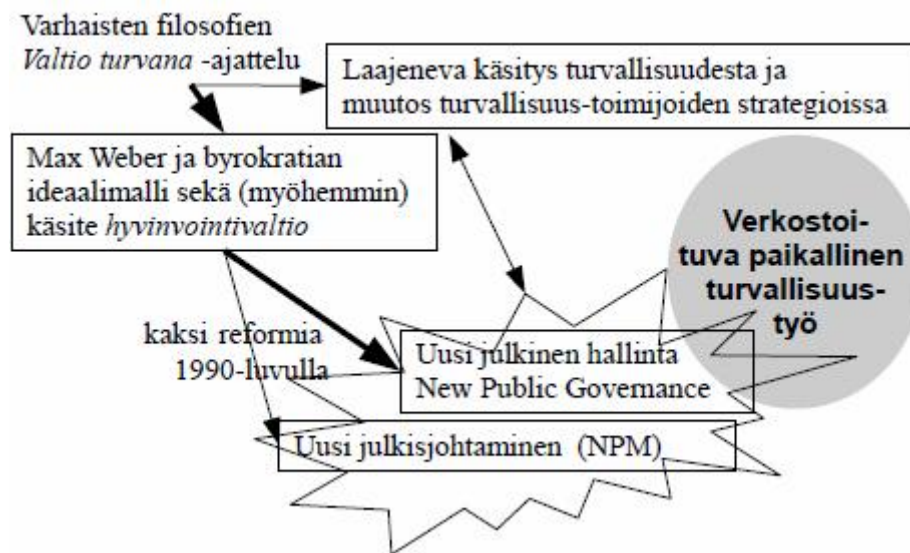 Varhaisten filosofien
Valtio turvana -ajattelu
Laajeneva käsitys turvallisuudesta ja
muutos turvallisuus-toimijoiden strategioissa
Max Weber ja byrokratian
ideaalimalli sekä (myöhemmin)
käsite hyvinvointivaltio
Verkostoi-
tuva paikallinen
turvallisuus-
työ
kaksi reformia
1990-luvulla
Uusi julkinen hallinta
New Public Governance
Uusi julkisjohtaminen (NPM)